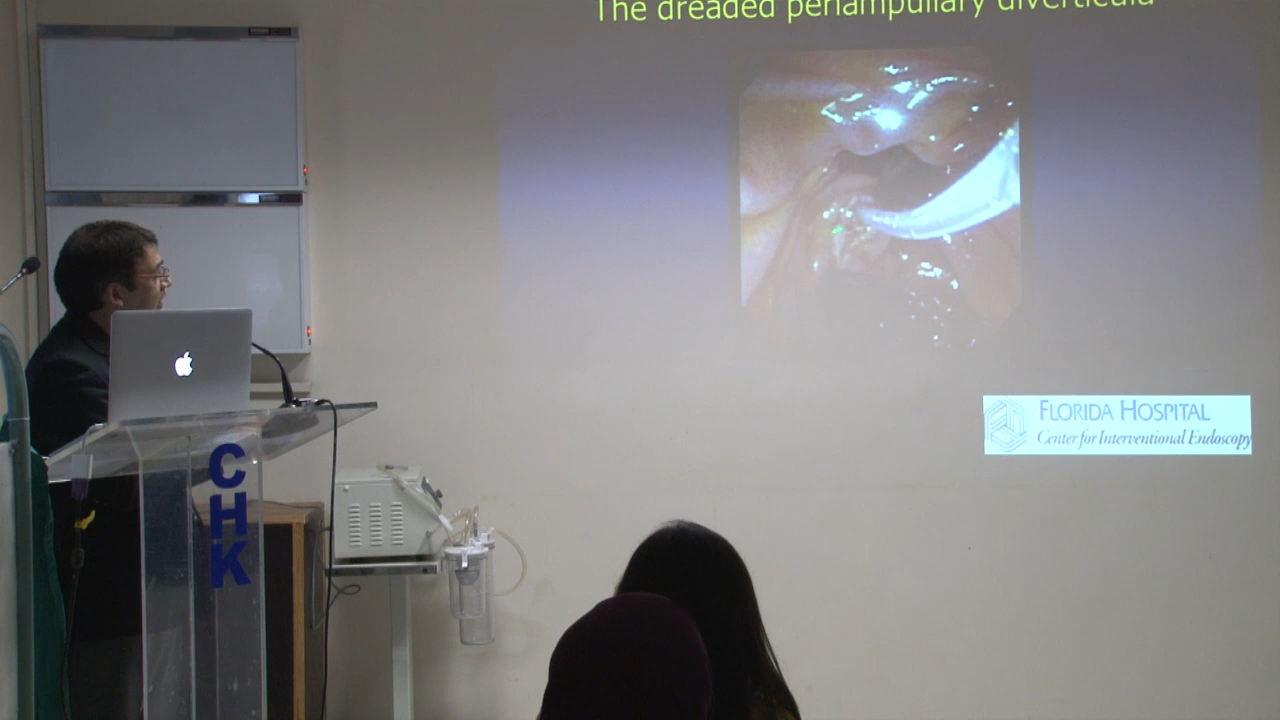 The dreaded periampullary diverticula
FLORIDA HOSPITAL
Center for Interventional Endoscopy
CHK